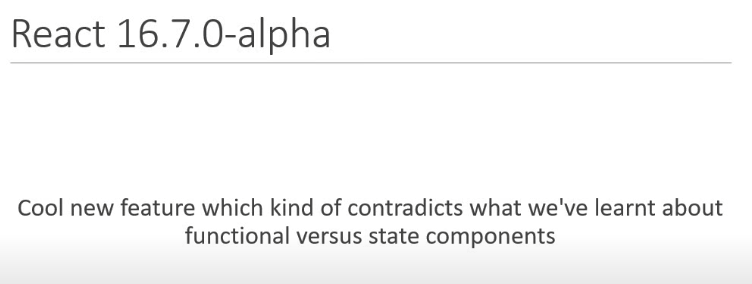 React 16.7.0-alpha
Cool new feature which kind of contradicts what we've learnt about
functional versus state components